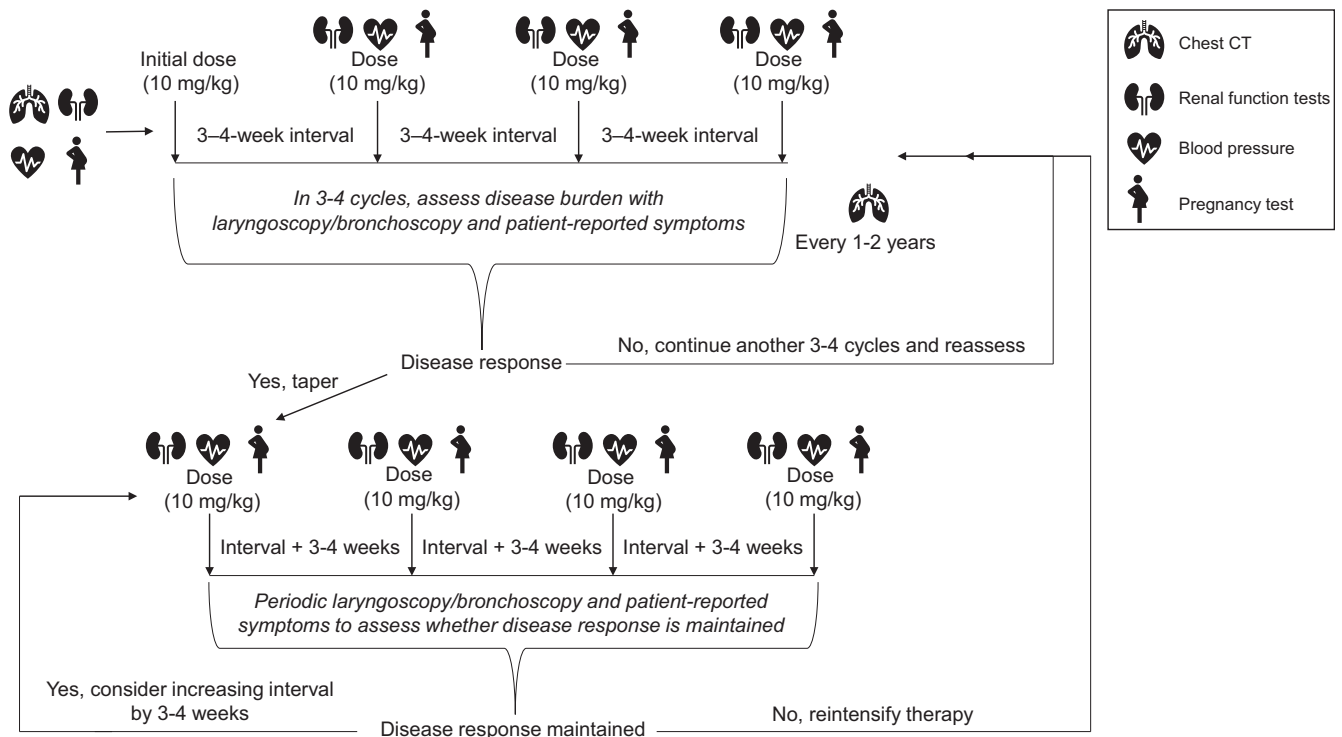 Initial dose
(10 mg/kg)
Dose
(10 mg/kg)
Dose
(10 mg/kg)
Dose
(10 mg/kg)
3–4-week interval
3–4-week interval
3–4-week interval
In 3-4 cycles, assess disease burden with
laryngoscopy/bronchoscopy and patient-reported symptoms
Every 1-2 years
Chest CT
Renal function tests
Blood pressure
Pregnancy test
Disease response
No, continue another 3-4 cycles and reassess
Yes, taper
Dose
(10 mg/kg)
Dose
(10 mg/kg)
Dose
(10 mg/kg)
Dose
(10 mg/kg)
Interval + 3-4 weeks
Interval + 3-4 weeks
Interval + 3-4 weeks
Periodic laryngoscopy/bronchoscopy and patient-reported
symptoms to assess whether disease response is maintained
Yes, consider increasing interval
by 3-4 weeks
Disease response maintained
No, reintensify therapy